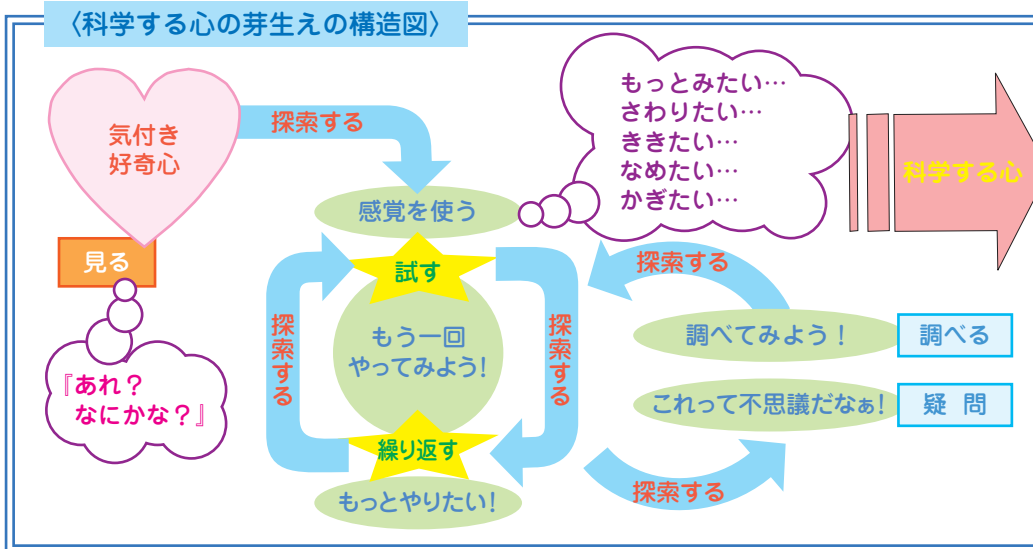 〈科学する心の芽生えの構造図〉
気付き
好奇心
探索する
もっとみたい…
さわりたい…
ききたい…
なめたい…
かぎたい…
科学する心
感覚を使う
見る
『あれ？
なにかな？』
試す
探索する
もう一回
やってみよう!
探索する
繰り返す
もっとやりたい!
探索する
調べてみよう！
調べる
これって不思議だなぁ!
疑問
探索する